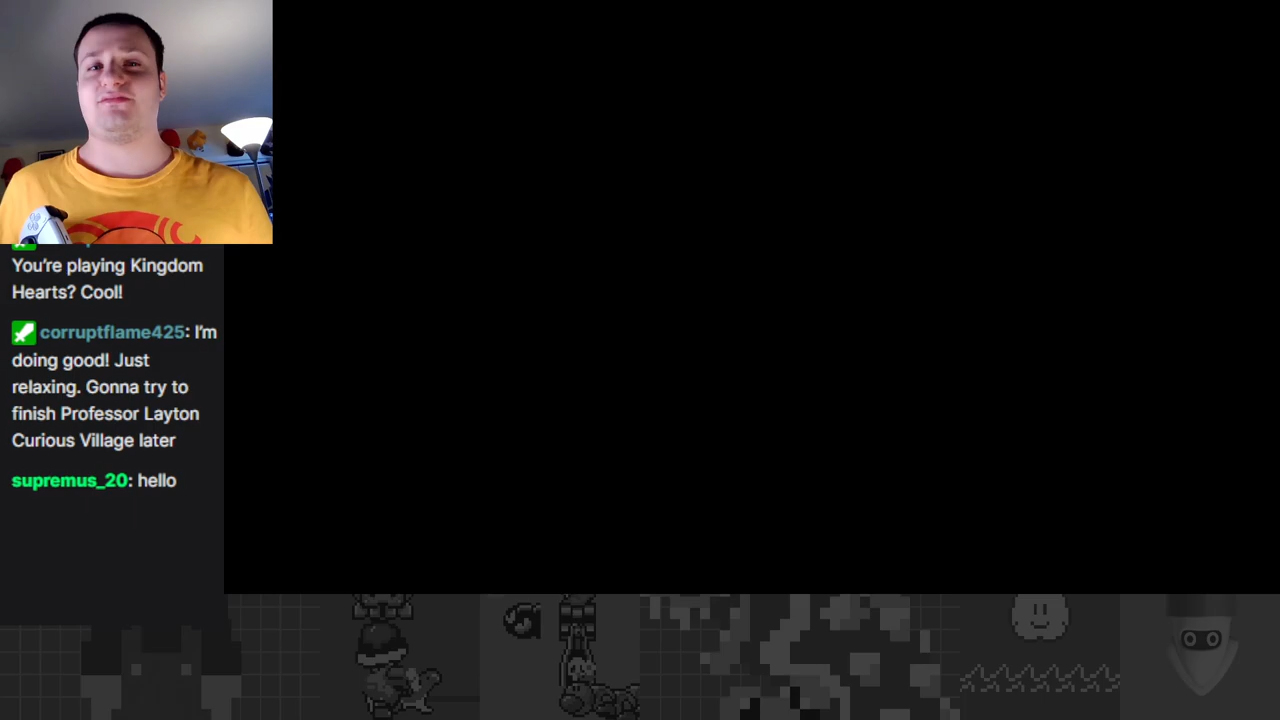 You're playing Kingdom
Hearts? Cool!
corruptflame425: I'm
doing good! Just
relaxing. Gonna try to
finish Professor Layton
Curious Village later
supremus_20: hello